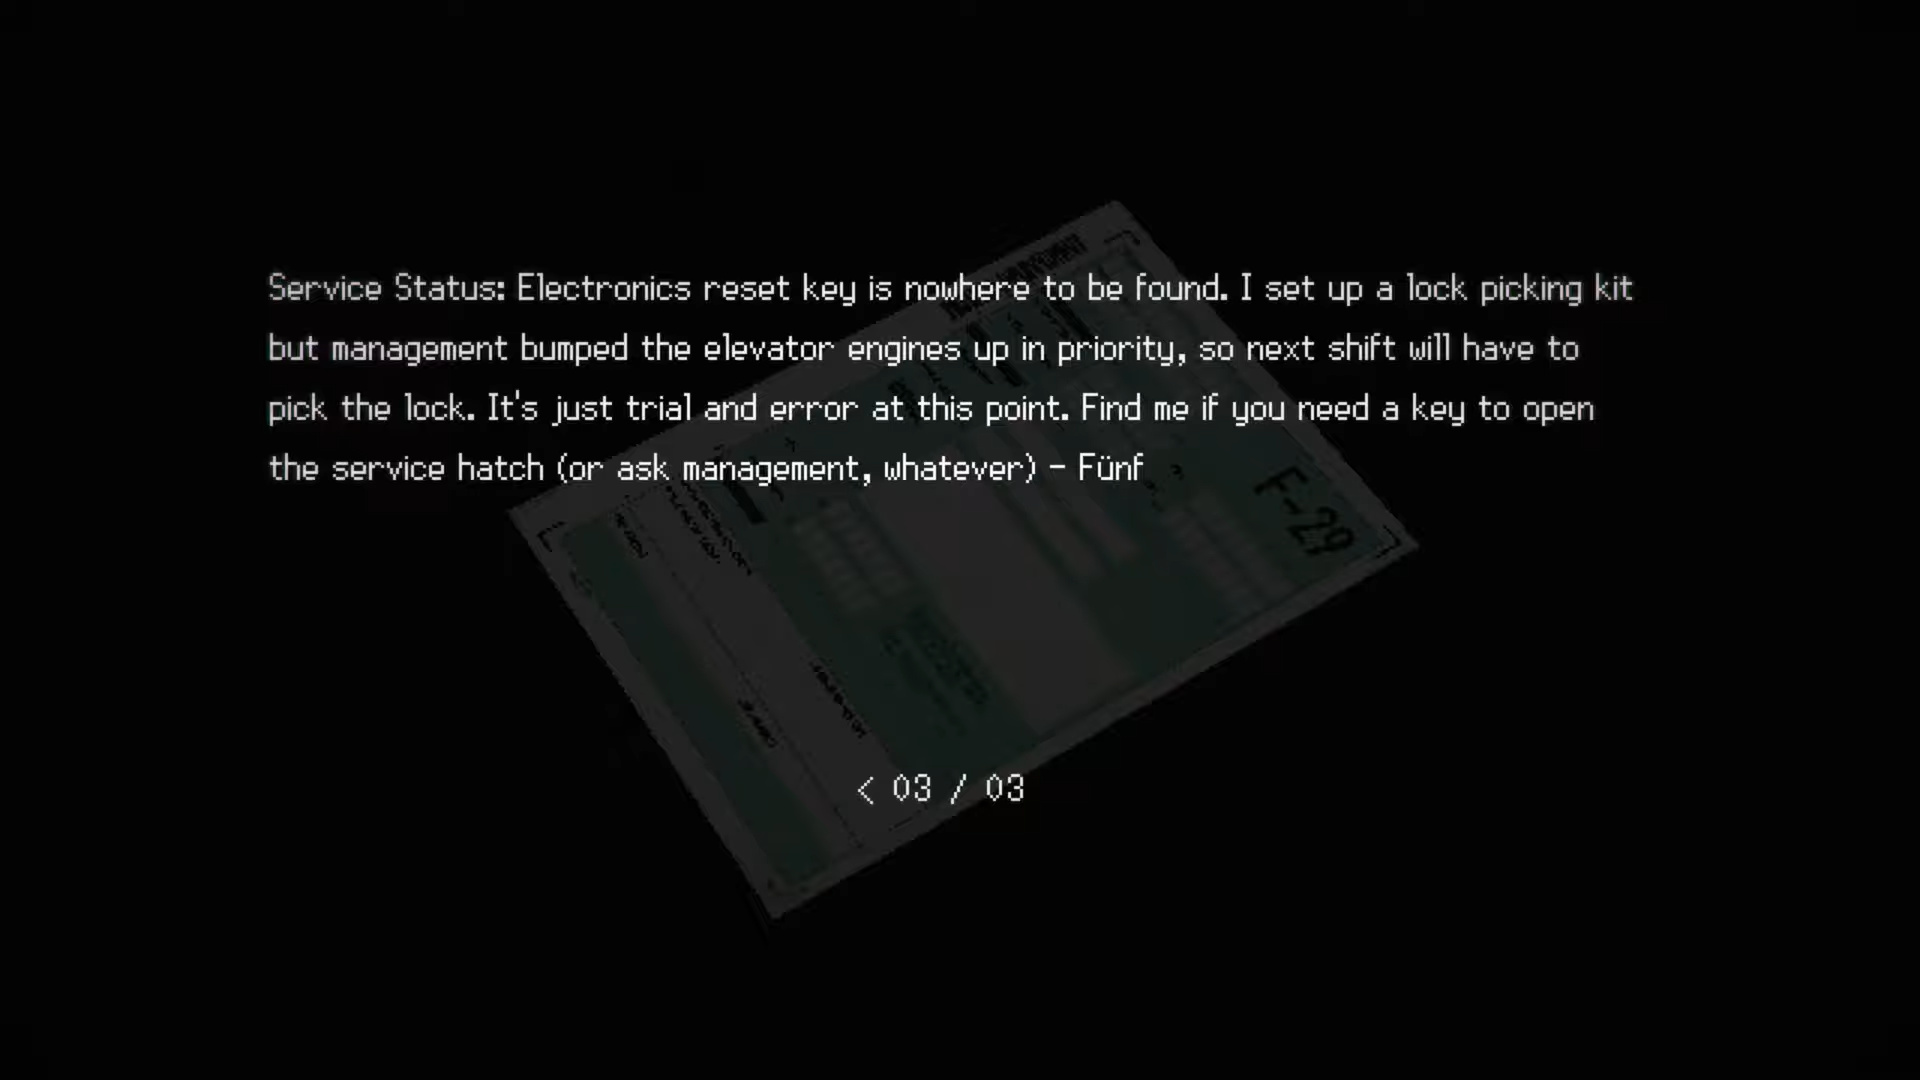 Service Status: Electronics reset key is nowhere to be found. I set up a lock picking kit
but management bumped the elevator engines up in priority, so next shift will have to
pick the lock. It's just trial and error at this point. Find me if you need a key to open
the service hatch (or ask management, whatever) - Fünf
F-29
< 03 / 03